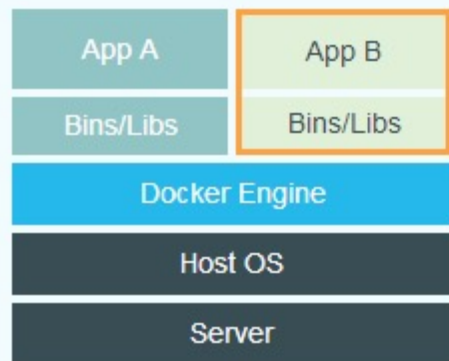 App A
App B
Bins/Libs
Bins/Libs
Docker Engine
Host OS
Server